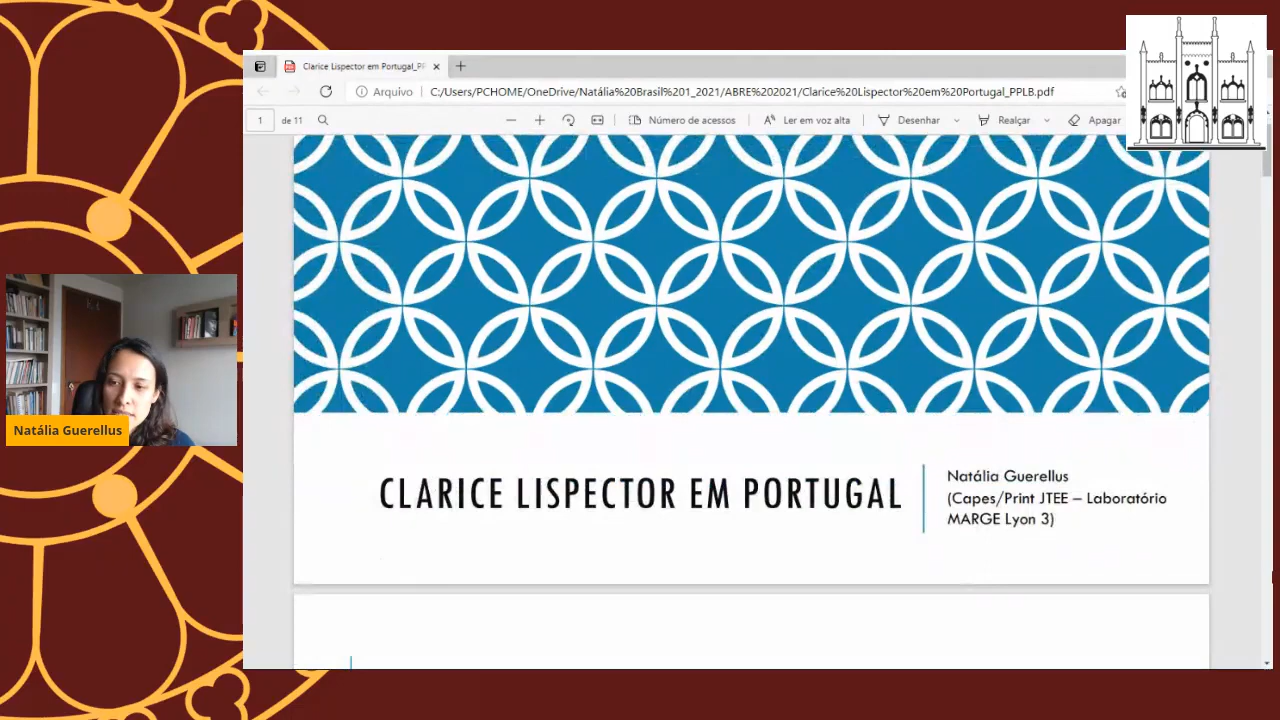 Clarice Lispector em Portugal_PP
Arquivo
C:/Users/PCHOME/OneDrive/Natália%20Brasil%201_2021/ABRE%202021/Clarice%20Lispector%20em%20Portugal_PPLB.pdf
1 de 11
Número de acessos
Ler em voz alta
Desenhar
Realçar
Apagar
CLARICE LISPECTOR EM PORTUGAL
Natália Guerellus
(Capes/Print JTEE – Laboratório
MARGE Lyon 3)
Natália Guerellus